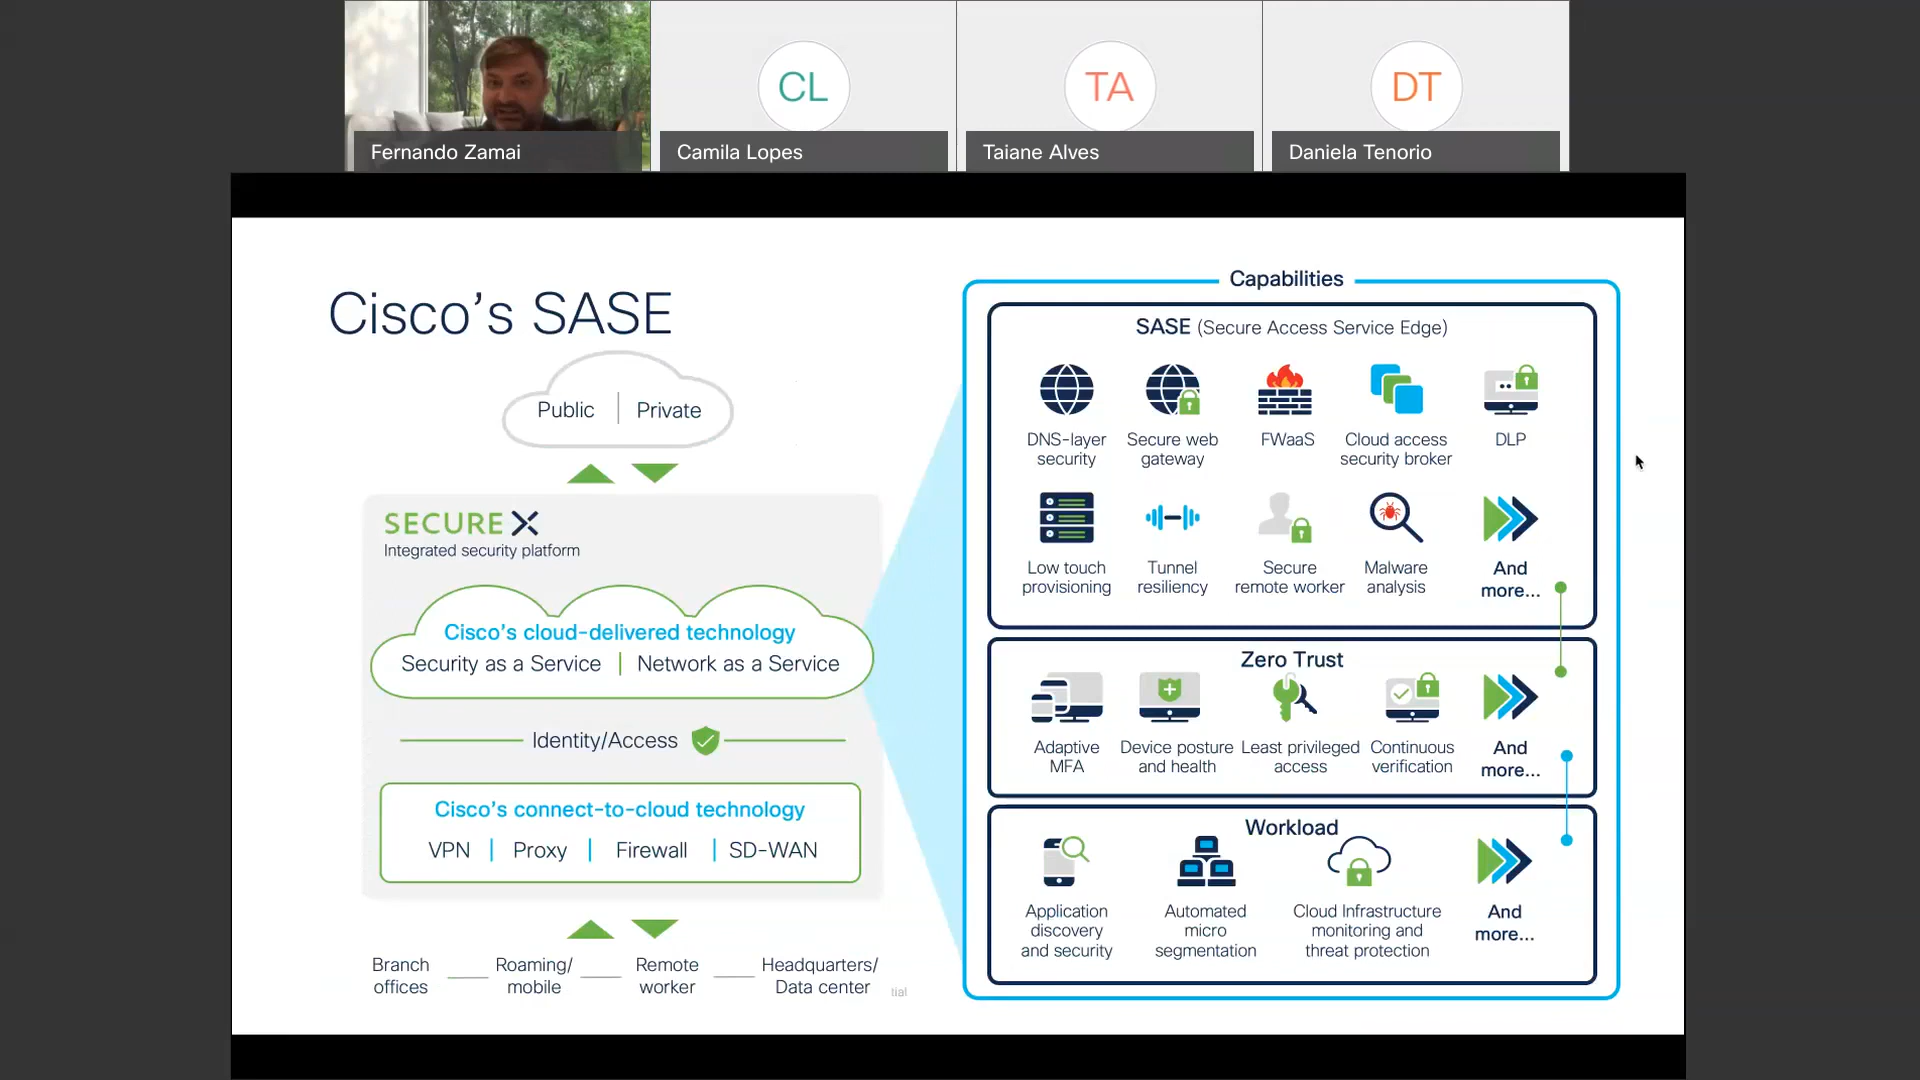 CL
TA
DT
Fernando Zamai
Camila Lopes
Taiane Alves
Daniela Tenorio
Cisco's SASE
Public | Private
SECUREX
Integrated security platform
Cisco's cloud-delivered technology
Security as a Service | Network as a Service
Identity/Access
Cisco's connect-to-cloud technology
VPN | Proxy | Firewall | SD-WAN
Branch
offices
Roaming/
mobile
Remote
worker
Headquarters/
Data center
tial
Capabilities
SASE (Secure Access Service Edge)
DNS-layer
security
Secure web
gateway
FWaaS
Cloud access
security broker
DLP
Low touch
provisioning
Tunnel
resiliency
Secure
remote worker
Malware
analysis
And
more...
Zero Trust
Adaptive
MFA
Device posture
and health
Least privileged
access
Continuous
verification
And
more...
Workload
Application
discovery
and security
Automated
micro
segmentation
Cloud Infrastructure
monitoring and
threat protection
And
more...